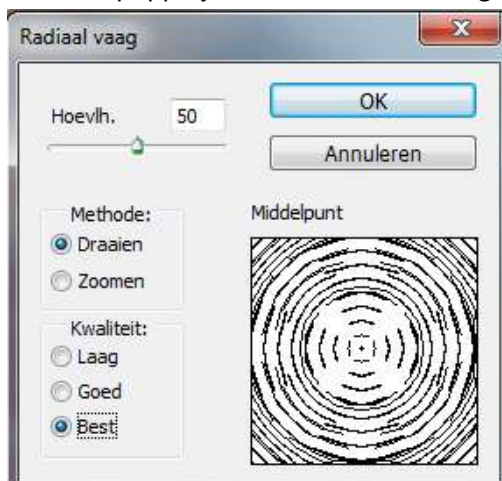 Radiaal vaag
Hoevlh. 50
OK
Annuleren
Methode:
Draaien
Zoomen
Middelpunt
Kwaliteit:
Laag
Goed
Best